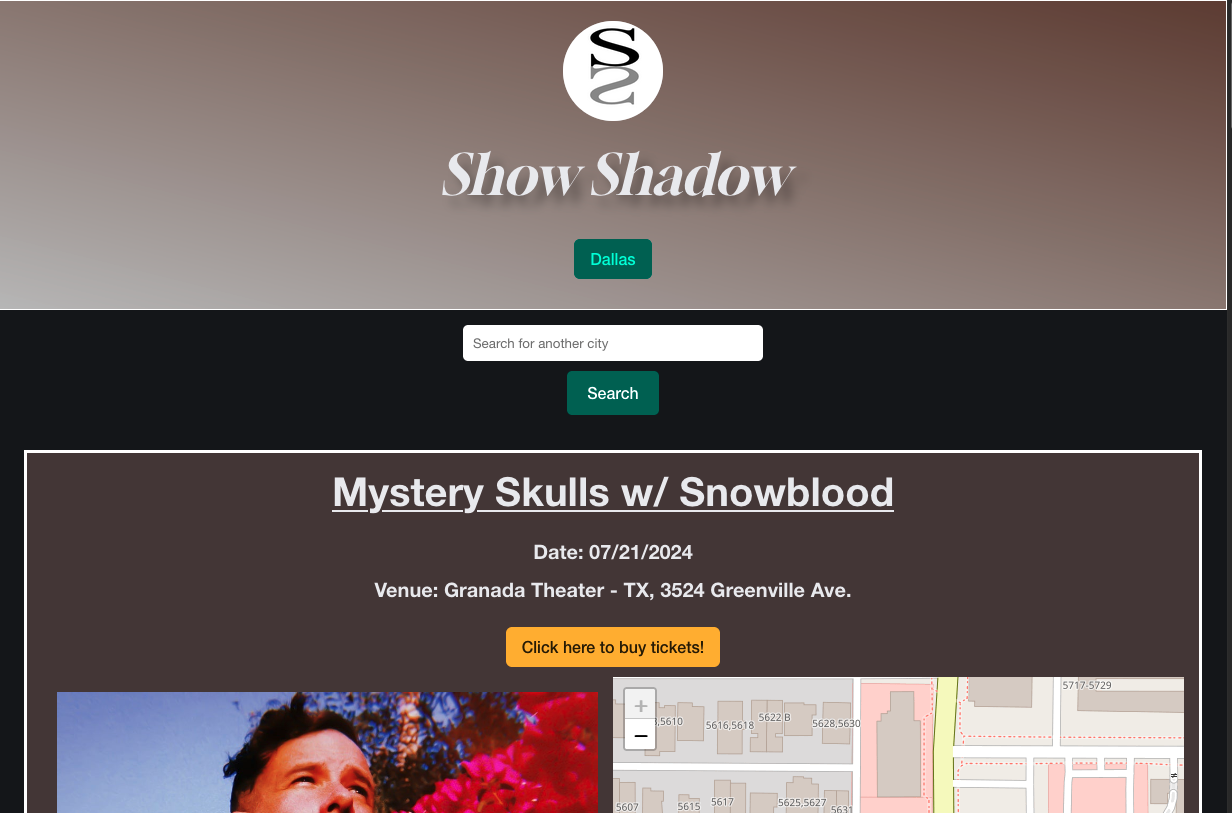 S
S
Show Shadow
Dallas
Search for another city
Search
Mystery Skulls w/ Snowblood
Date: 07/21/2024
Venue: Granada Theater - TX, 3524 Greenville Ave.
Click here to buy tickets!
+
−
5717-5729
,5610
5616,5618
5622 B
5628,5630
5607
5615
5617
5625,5627
5631